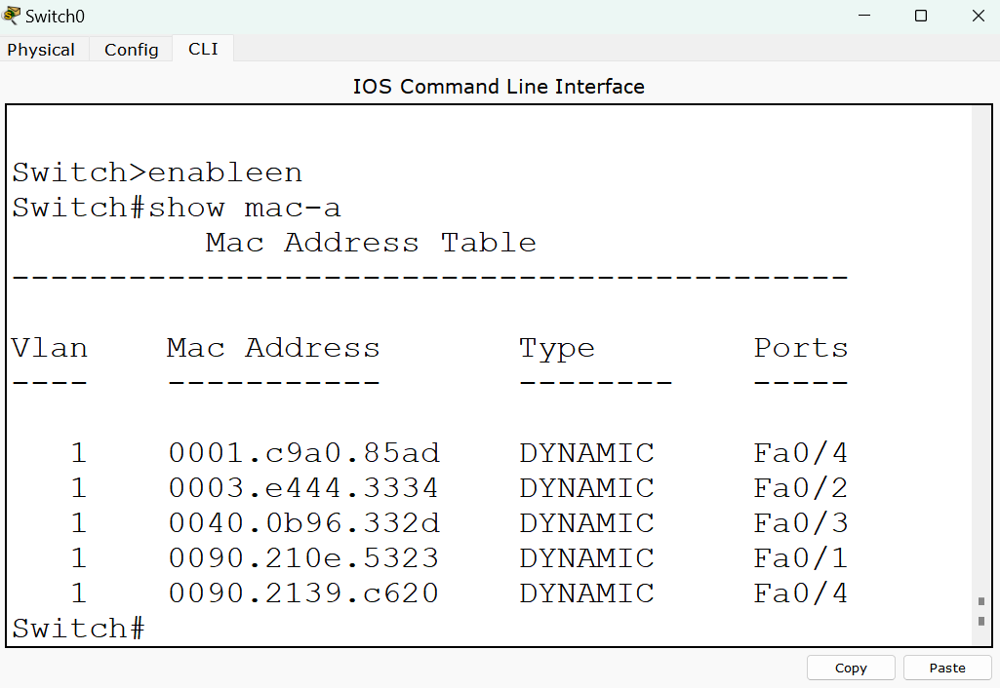 Switch0
Physical Config CLI
IOS Command Line Interface
Switch>enableen
Switch#show mac-a
Mac Address Table
-------------------------------------------
Vlan Mac Address Type Ports
---- ----------- -------- -----
1 0001.c9a0.85ad DYNAMIC Fa0/4
1 0003.e444.3334 DYNAMIC Fa0/2
1 0040.0b96.332d DYNAMIC Fa0/3
1 0090.210e.5323 DYNAMIC Fa0/1
1 0090.2139.c620 DYNAMIC Fa0/4
Switch#
Copy Paste